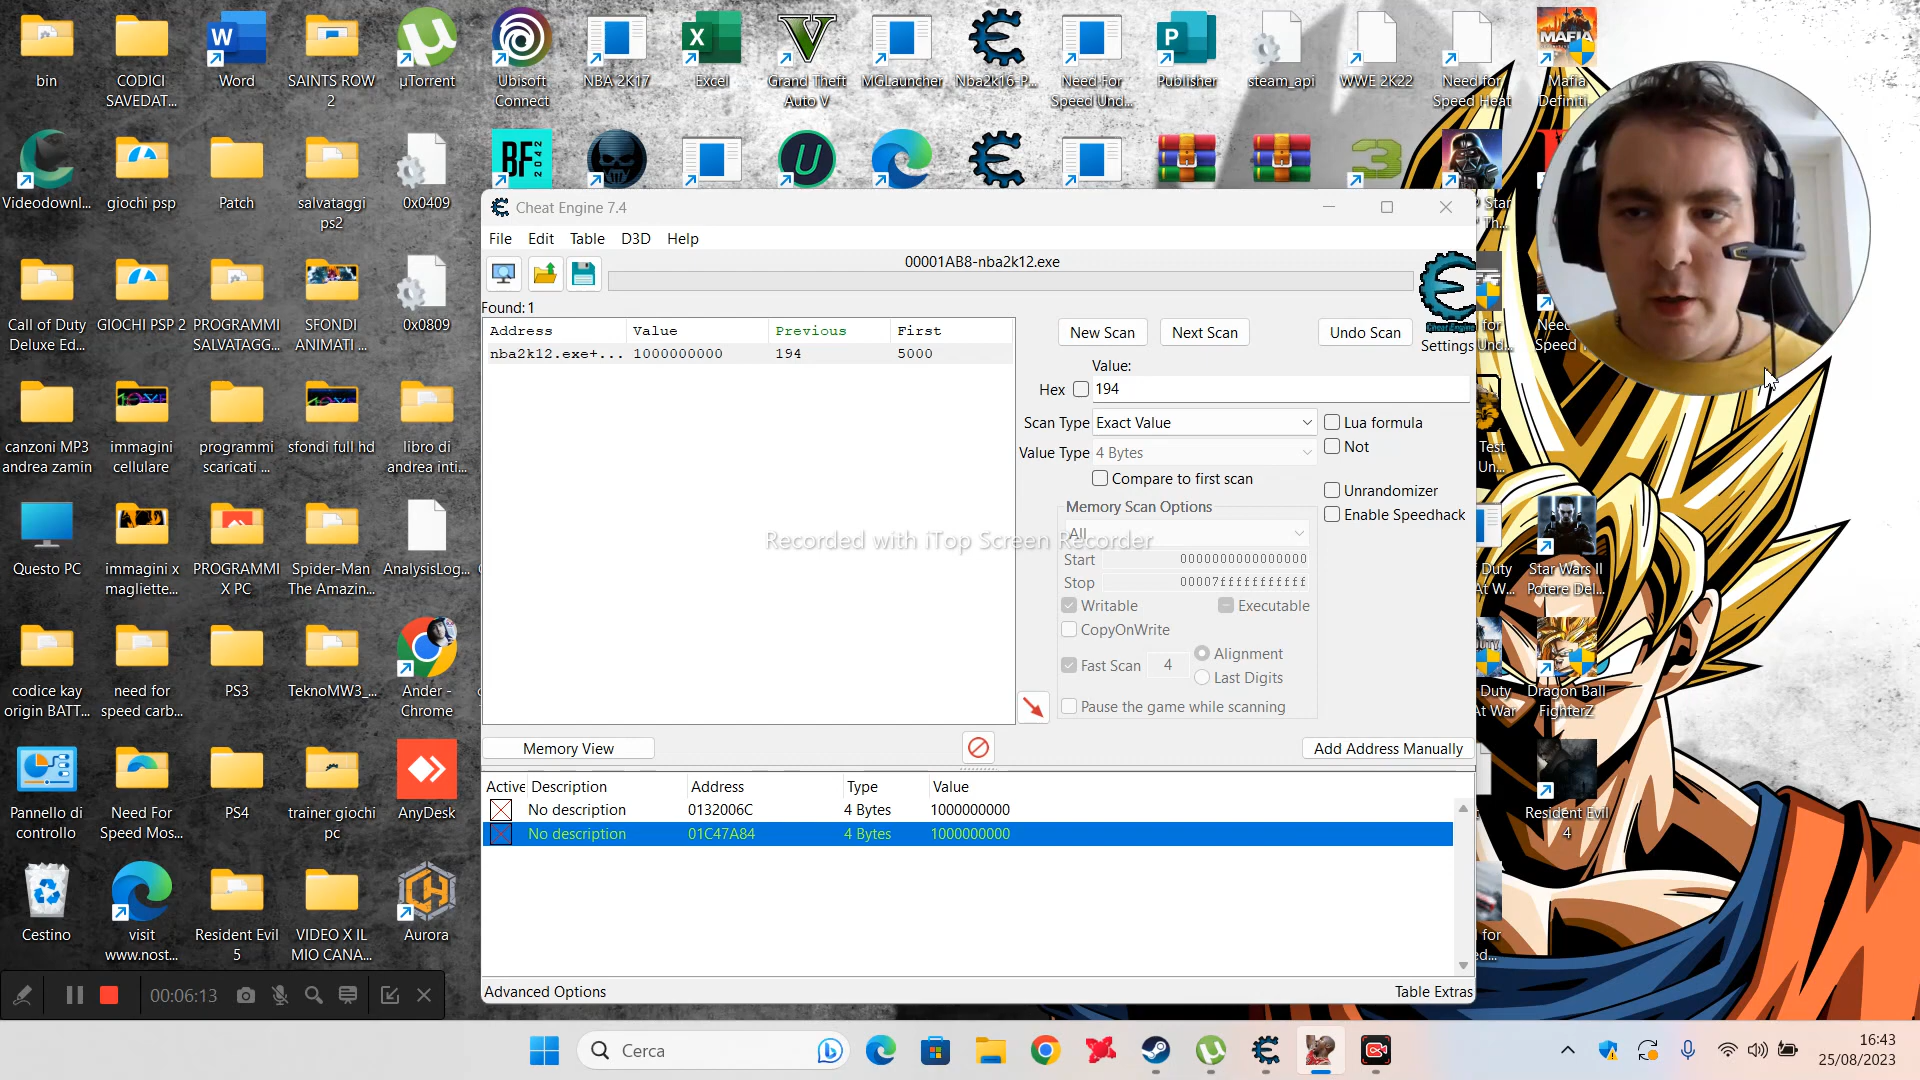 bin
CODICI
SAVEDAT...
Word
SAINTS ROW
2
µTorrent
Ubisoft
Connect
NBA 2K17
Excel
Grand Theft
Auto V
MGLauncher
Nba2k16-P...
Need For
Speed Und...
Publisher
steam_api
WWE 2K22
Need for
Speed Heat
Mafia
Definiti...
Videodownl...
giochi psp
Patch
salvataggi
ps2
0x0409
BF
2042
Call of Duty
Deluxe Ed...
GIOCHI PSP 2
PROGRAMMI
SALVATAGG...
SFONDI
ANIMATI ...
0x0809
canzoni MP3
andrea zamin
immagini
cellulare
programmi
scaricati ...
sfondi full hd
libro di
andrea inti...
Questo PC
immagini x
magliette...
PROGRAMMI
X PC
Spider-Man
The Amazin...
AnalysisLog...
codice kay
origin BATT...
need for
speed carb...
PS3
TeknoMW3_...
Ander -
Chrome
Pannello di
controllo
Need For
Speed Mos...
PS4
trainer giochi
pc
AnyDesk
Cestino
visit
www.nost...
Resident Evil
5
VIDEO X IL
MIO CANA...
Aurora
Cheat Engine 7.4
File Edit Table D3D Help
00001AB8-nba2k12.exe
Found: 1
Address Value Previous First
nba2k12.exe+... 1000000000 194 5000
New Scan Next Scan Undo Scan
Cheat Engine
Settings
Value:
Hex 194
Scan Type Exact Value
Lua formula
Not
Value Type 4 Bytes
Compare to first scan
Unrandomizer
Enable Speedhack
Memory Scan Options
All
Start 0000000000000000
Stop 00007fffffffffff
Writable Executable
CopyOnWrite
Fast Scan 4 Alignment
Last Digits
Pause the game while scanning
Recorded with iTop Screen Recorder
Memory View Add Address Manually
Active Description Address Type Value
No description 0132006C 4 Bytes 1000000000
No description 01C47A84 4 Bytes 1000000000
Advanced Options Table Extras
Star Wars II
Potere Del...
Dragon Ball
FighterZ
Resident Evil
4
00:06:13
Cerca
16:43
25/08/2023